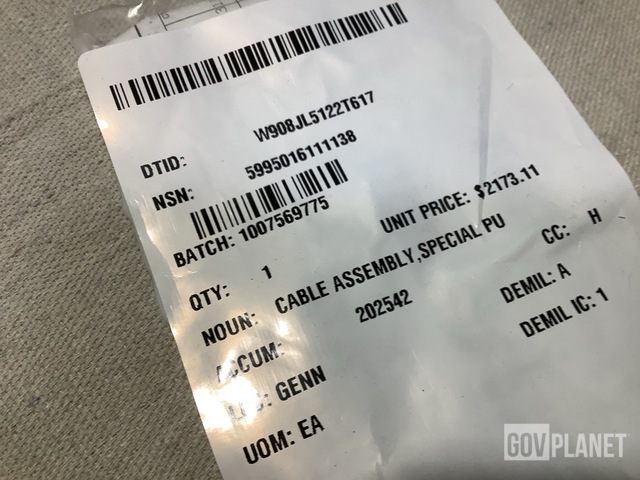 DTID: W908JL5122T617
NSN: 5995016111138
BATCH: 1007569775
QTY: 1 UNIT PRICE: $2173.11
NOUN: CABLE ASSEMBLY,SPECIAL PU CC: H
ACCUM: 202542 DEMIL: A
GENN DEMIL IC: 1
UOM: EA
GOVPLANET